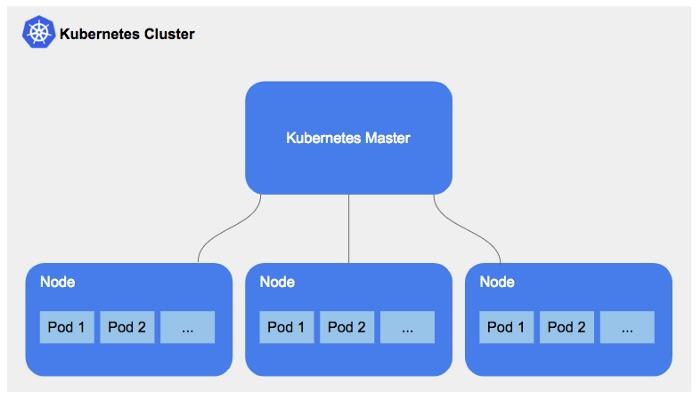 Kubernetes Cluster
Kubernetes Master
Node
Pod 1 Pod 2 ...
Node
Pod 1 Pod 2 ...
Node
Pod 1 Pod 2 ...